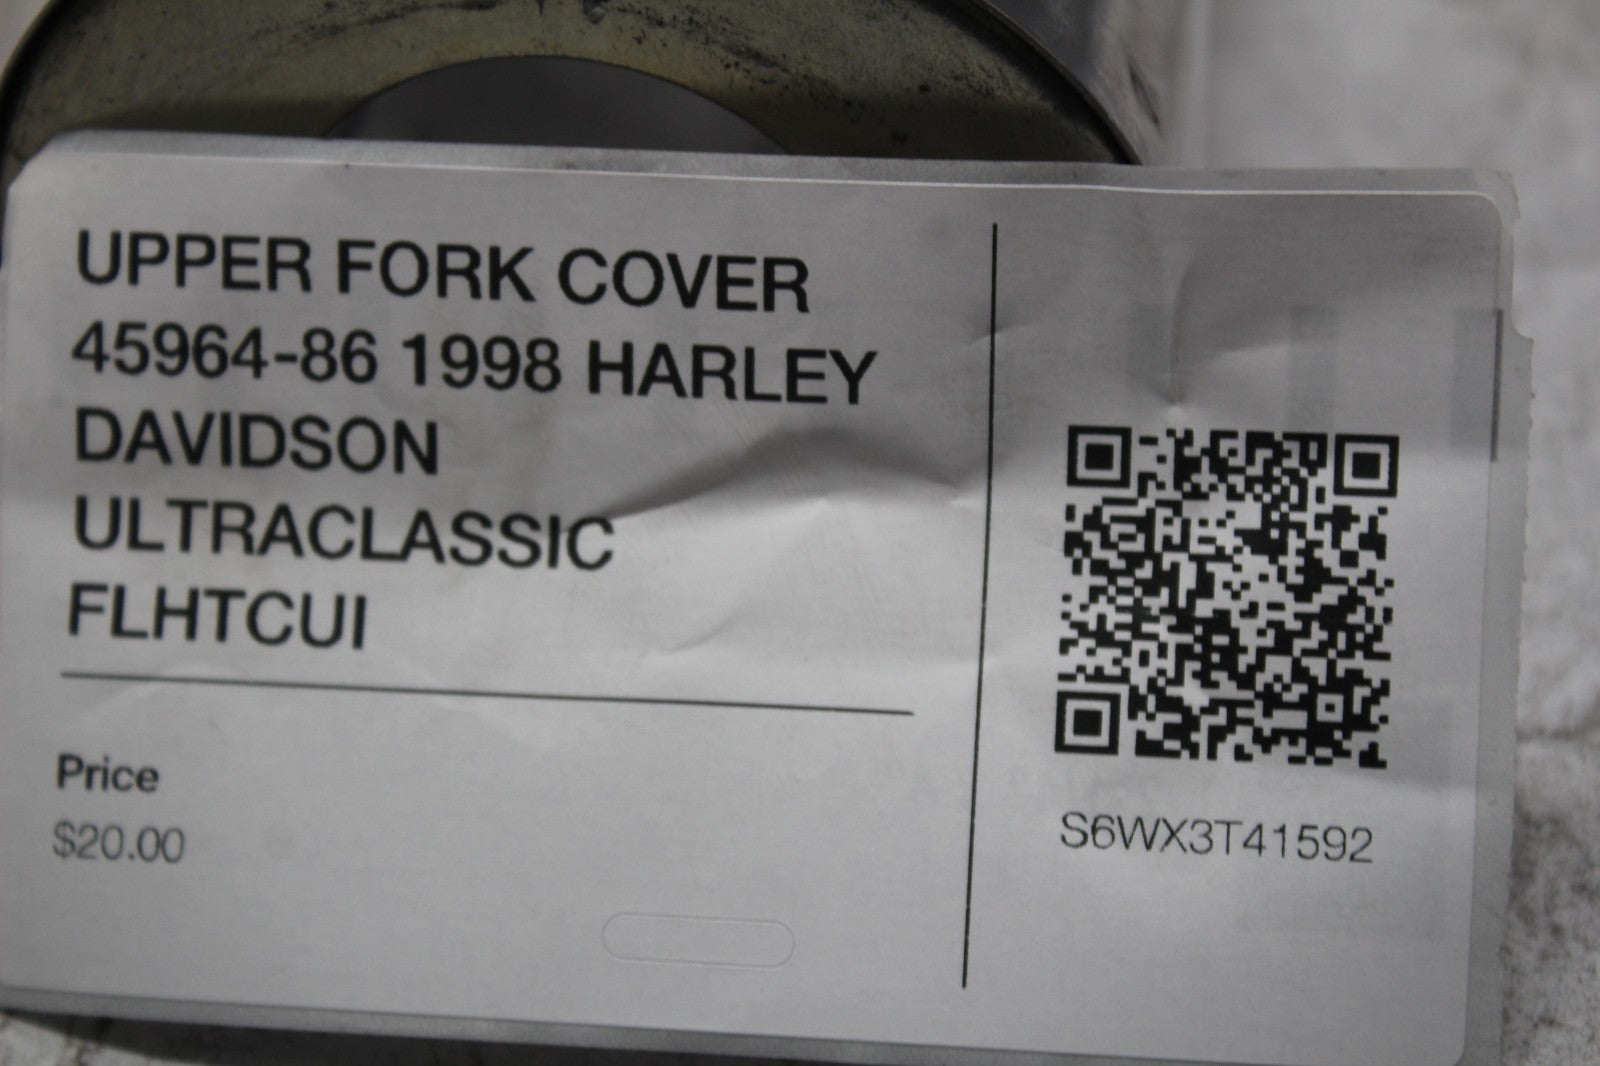 UPPER FORK COVER
45964-86 1998 HARLEY
DAVIDSON
ULTRACLASSIC
FLHTCUI
Price
$20.00
S6WX3T41592